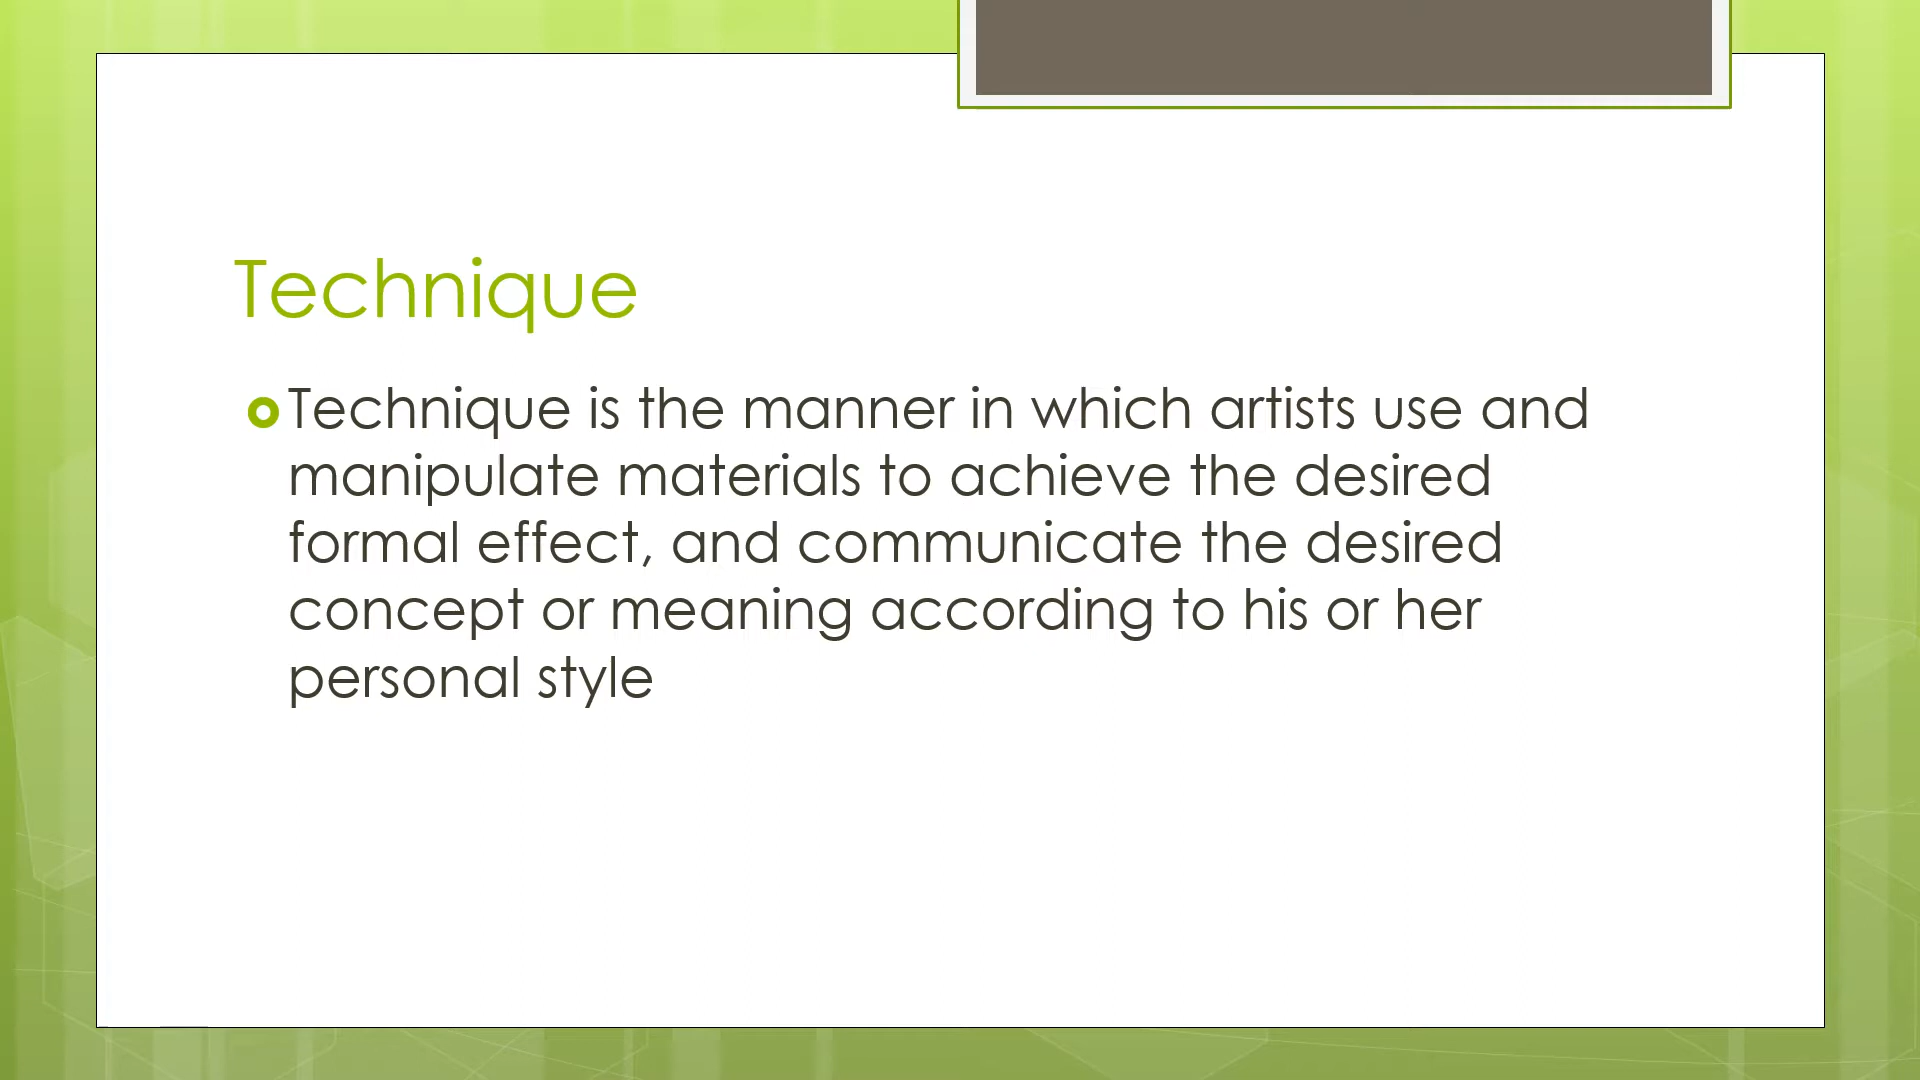 Technique
Technique is the manner in which artists use and
manipulate materials to achieve the desired
formal effect, and communicate the desired
concept or meaning according to his or her
personal style